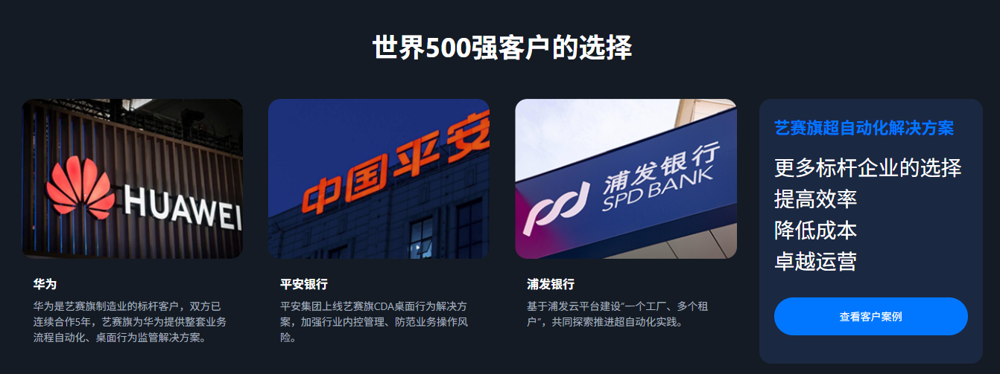 世界500强客户的选择
HUAWEI
中国平安
浦发银行
SPD BANK
华为
华为是艺赛旗制造业的标杆客户，双方已
连续合作5年，艺赛旗为华为提供整套业务
流程自动化、桌面行为监管解决方案。
平安银行
平安集团上线艺赛旗CDA桌面行为解决方
案，加强行业内控管理、防范业务操作风
险。
浦发银行
基于浦发云平台建设“一个工厂、多个租
户”，共同探索推进超自动化实践。
艺赛旗超自动化解决方案
更多标杆企业的选择
提高效率
降低成本
卓越运营
查看客户案例